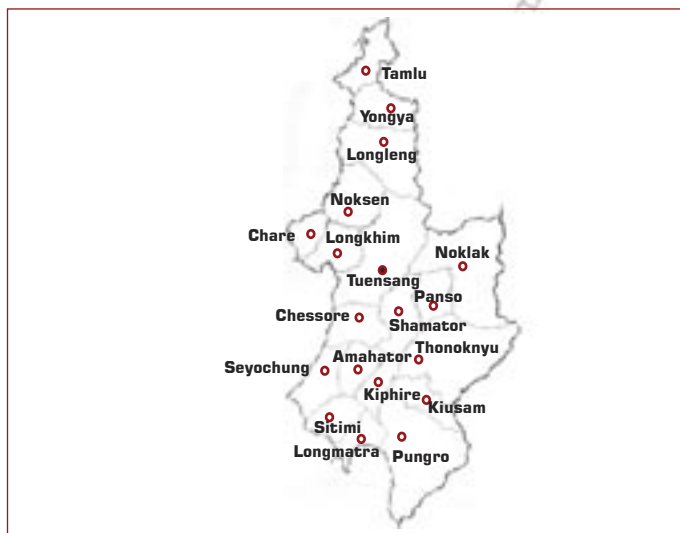 Tamlu
Yongya
Longleng
Noksen
Chare
Longkhim
Noklak
Tuensang
Panso
Chessore
Shamator
Thonoknyu
Amahator
Seyochung
Kiphire
Kiusam
Sitimi
Longmatra
Pungro